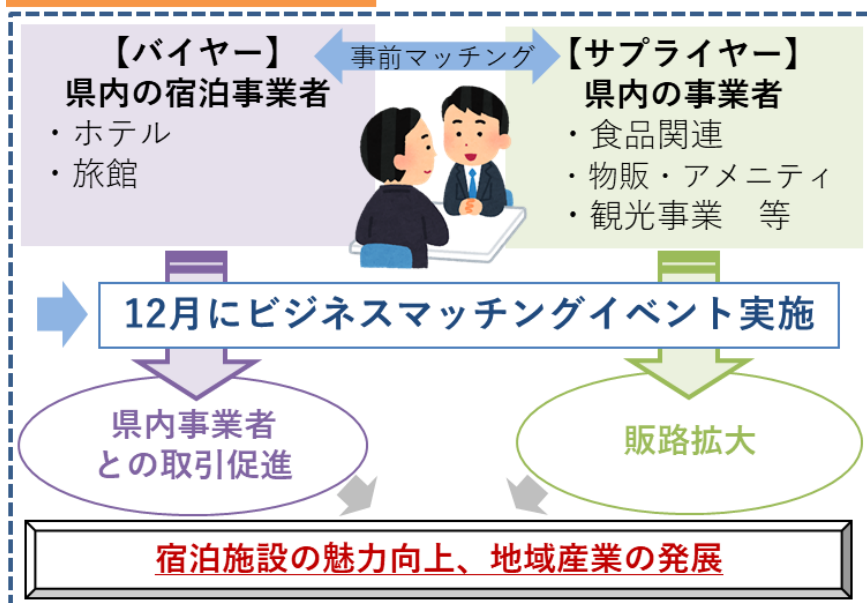 【バイヤー】
県内の宿泊事業者
・ホテル
・旅館
事前マッチング
【サプライヤー】
県内の事業者
・食品関連
・物販・アメニティ
・観光事業　等
12月にビジネスマッチングイベント実施
県内事業者
との取引促進
販路拡大
宿泊施設の魅力向上、地域産業の発展